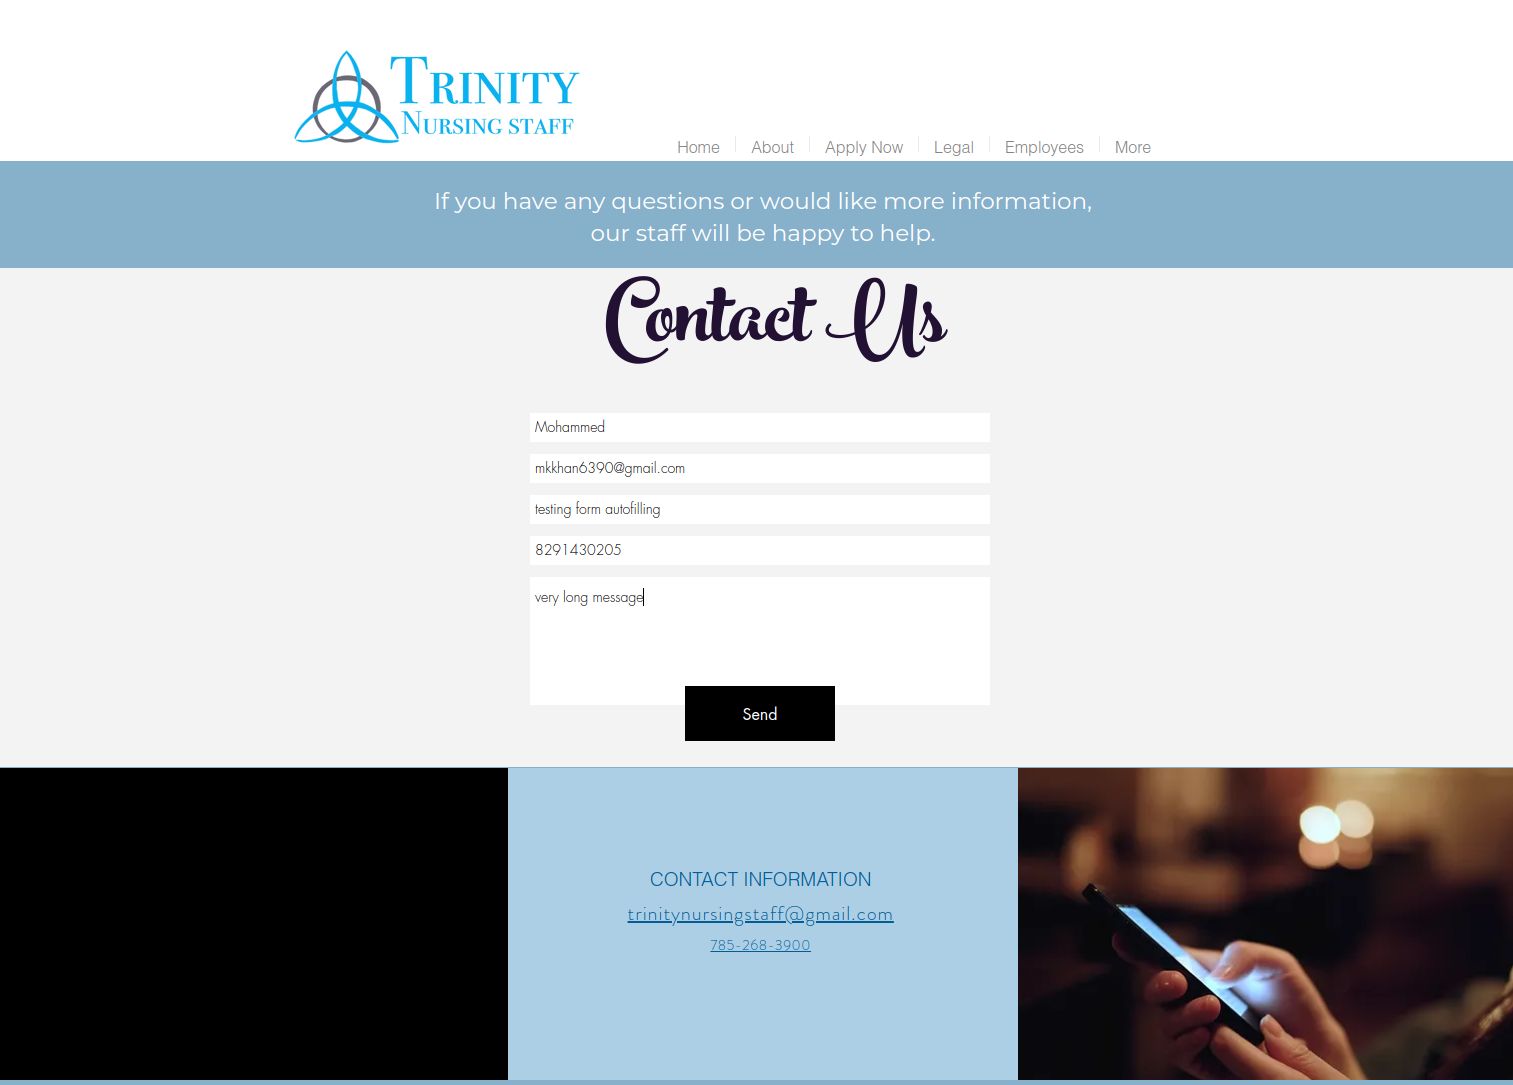 TRINITY
NURSING STAFF
Home
About
Apply Now
Legal
Employees
More
If you have any questions or would like more information,
our staff will be happy to help.
Contact Us
Mohammed
mkkhan6390@gmail.com
testing form autofilling
8291430205
very long message
Send
CONTACT INFORMATION
trinitynursingstaff@gmail.com
785-268-3900